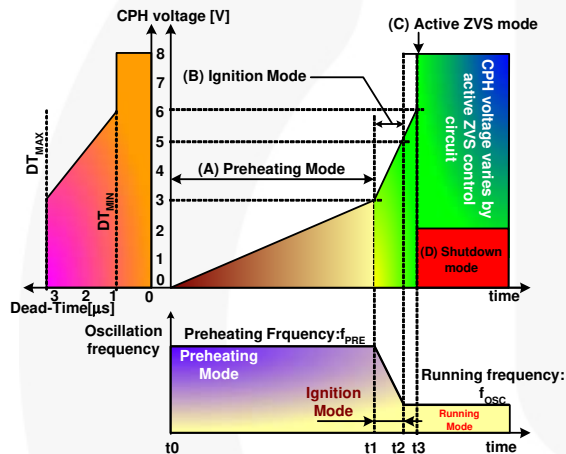 CPH voltage [V]
(C) Active ZVS mode
8
7
(B) Ignition Mode
6
5
4
(A) Preheating Mode
3
2
1
0
DT_MAX
DT_MIN
CPH voltage varies by
active ZVS control
circuit
(D) Shutdown
mode
3 2 1 0
Dead-Time[µs]
time
Oscillation
frequency
Preheating Frquency:f_PRE
Preheating
Mode
Running frequency:
f_OSC
Ignition
Mode
Running
Mode
t0 t1 t2 t3 time